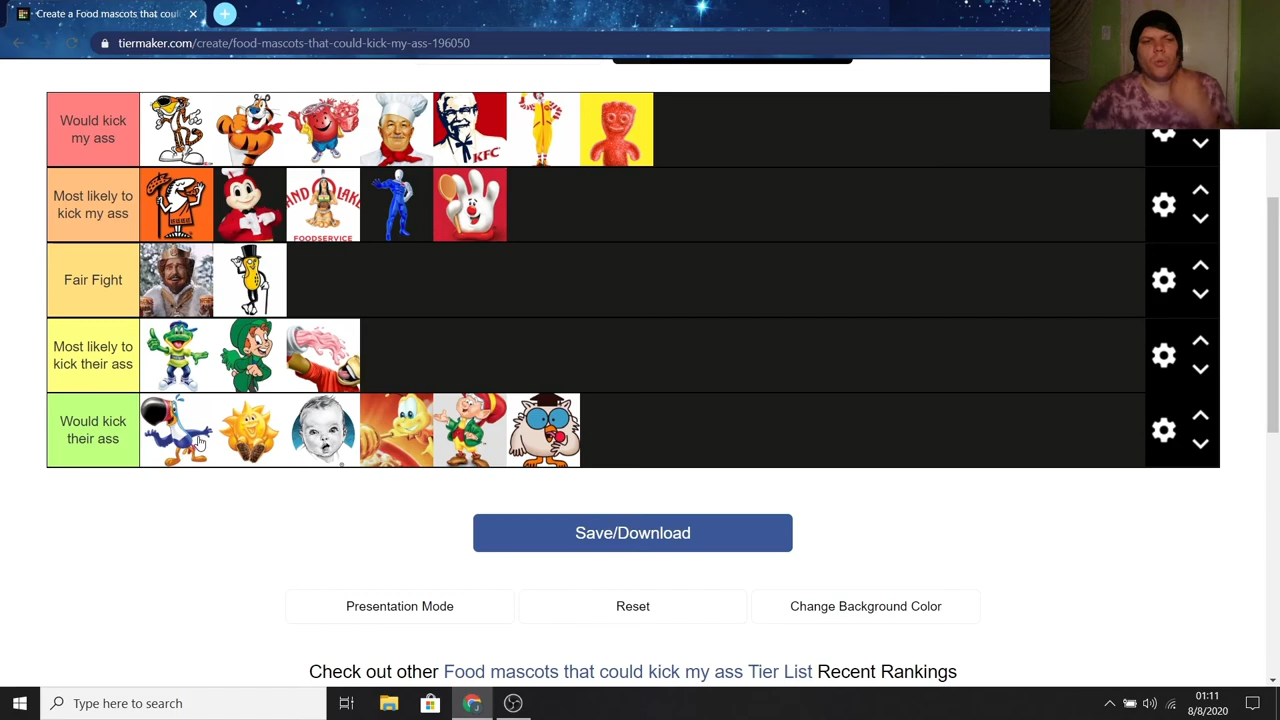 Create a Food mascots that coul
tiermaker.com/create/food-mascots-that-could-kick-my-ass-196050
Would kick
my ass
KFC
Most likely to
kick my ass
AND O LAKE
FOODSERVICE
Fair Fight
Most likely to
kick their ass
Would kick
their ass
Save/Download
Presentation Mode
Reset
Change Background Color
Check out other Food mascots that could kick my ass Tier List Recent Rankings
Type here to search
01:11
8/8/2020